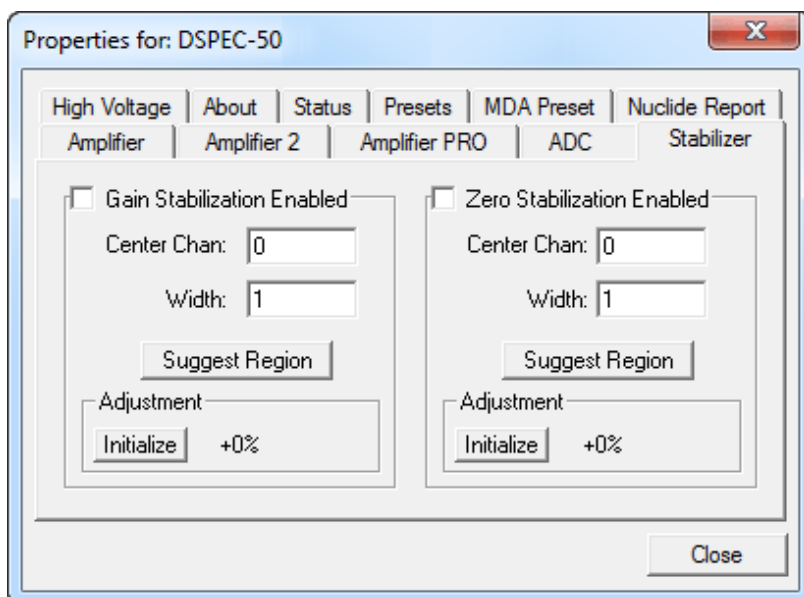 Properties for: DSPEC-50
High Voltage About Status Presets MDA Preset Nuclide Report
Amplifier Amplifier 2 Amplifier PRO ADC Stabilizer
Gain Stabilization Enabled Zero Stabilization Enabled
Center Chan: 0 Center Chan: 0
Width: 1 Width: 1
Suggest Region Suggest Region
Adjustment Adjustment
Initialize +0% Initialize +0%
Close